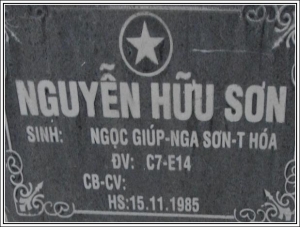 NGUYỄN HỮU SƠN
SINH: NGỌC GIÚP-NGA SƠN-T HÓA
ĐV: C7-E14
CB-CV:
HS:15.11.1985